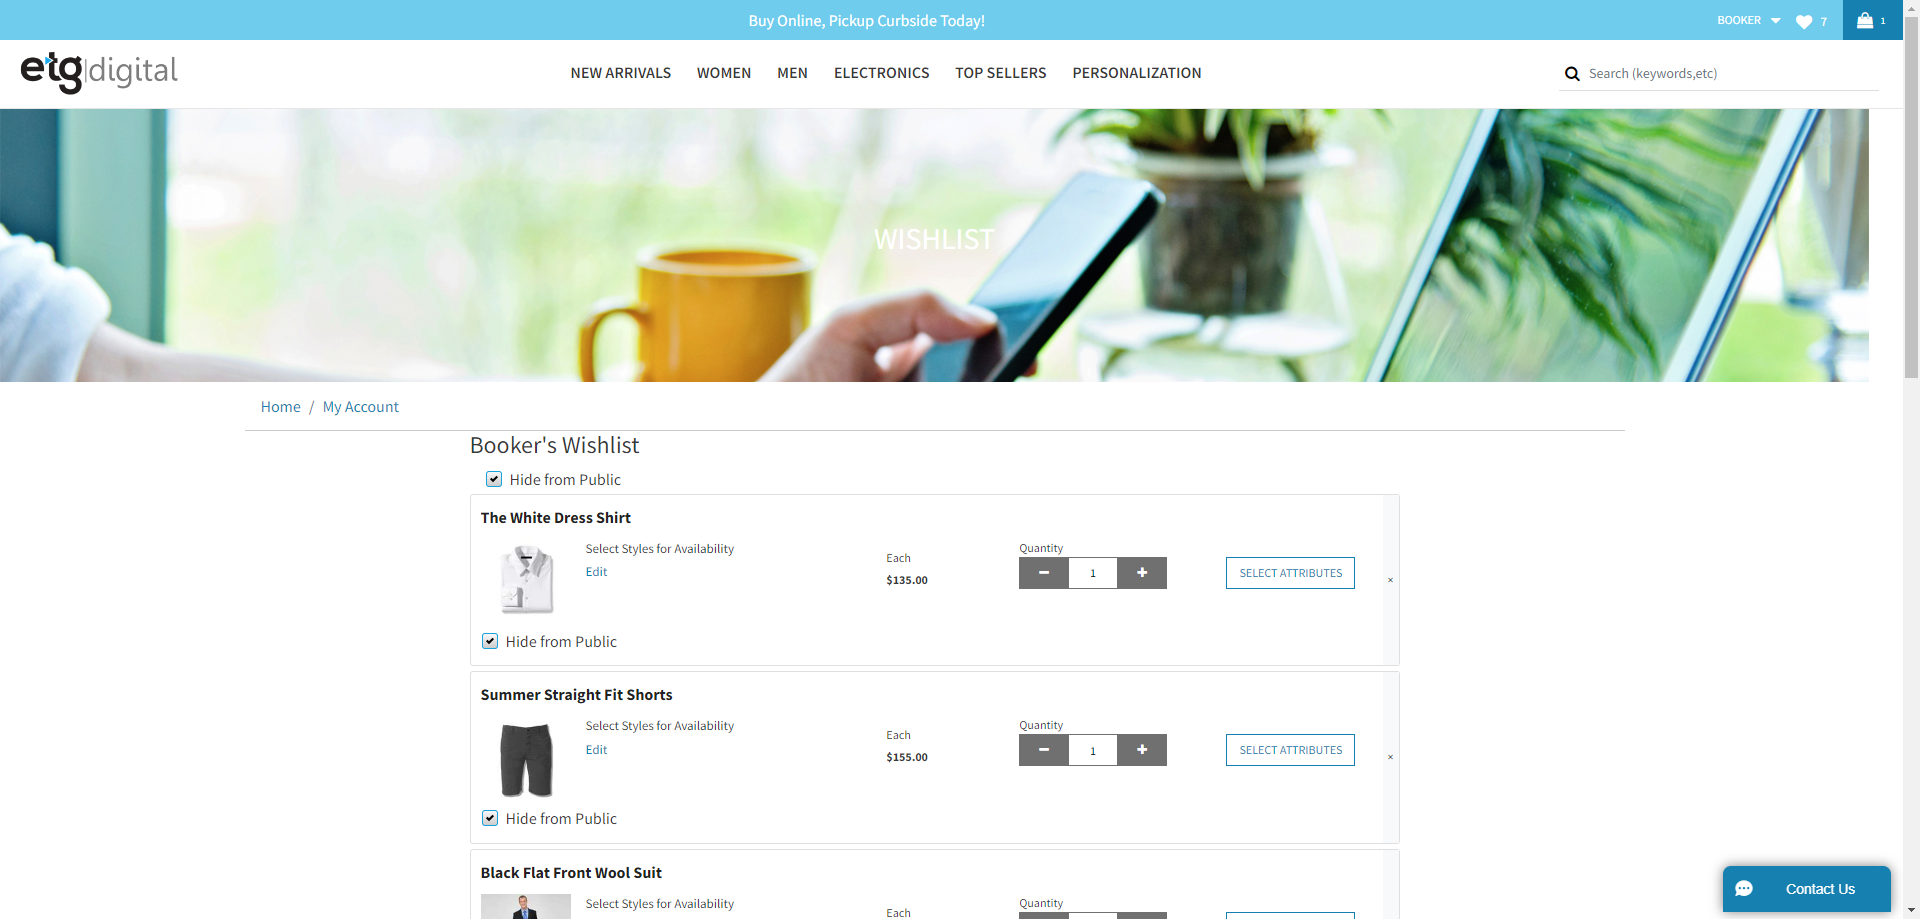 Buy Online, Pickup Curbside Today!
BOOKER
7
1
etg|digital
NEW ARRIVALS
WOMEN
MEN
ELECTRONICS
TOP SELLERS
PERSONALIZATION
Search (keywords,etc)
WISHLIST
Home / My Account
Booker's Wishlist
Hide from Public
The White Dress Shirt
Select Styles for Availability
Edit
Each
$135.00
Quantity
1
SELECT ATTRIBUTES
×
Hide from Public
Summer Straight Fit Shorts
Select Styles for Availability
Edit
Each
$155.00
Quantity
1
SELECT ATTRIBUTES
×
Hide from Public
Black Flat Front Wool Suit
Select Styles for Availability
Each
Quantity
Contact Us